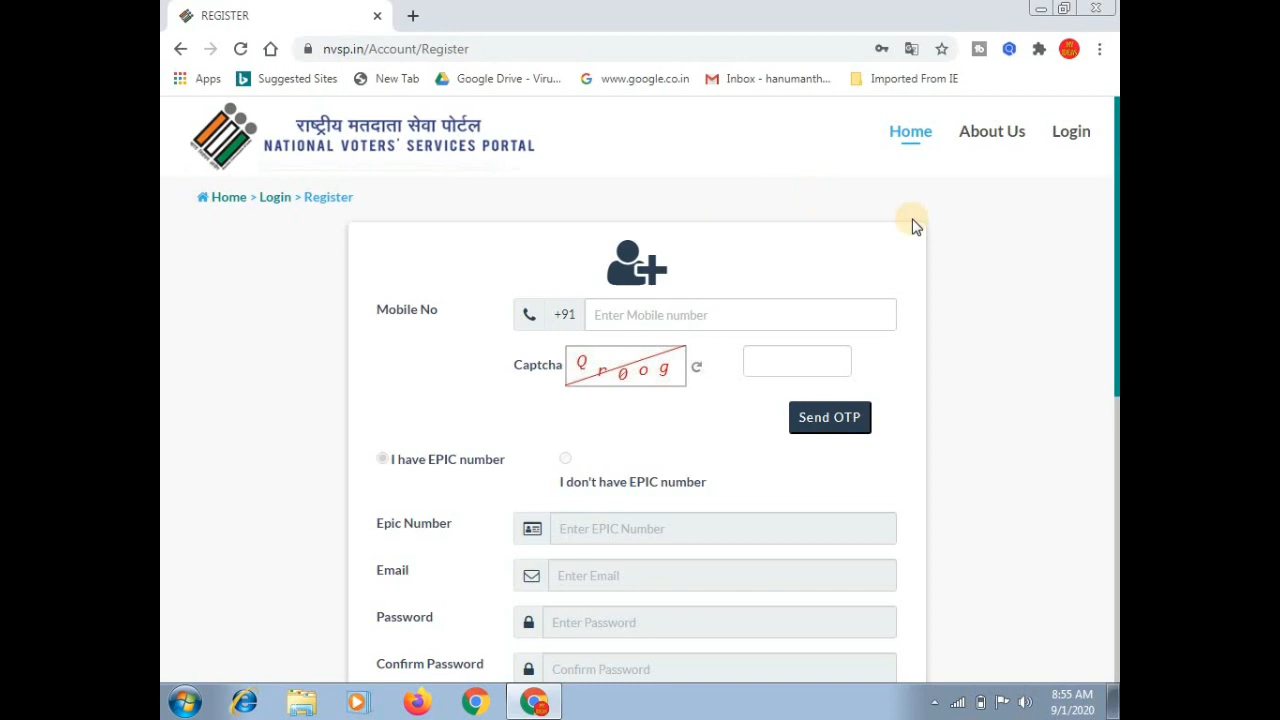 REGISTER
nvsp.in/Account/Register
Apps
Suggested Sites
New Tab
Google Drive - Viru...
www.google.co.in
Inbox - hanumanth...
Imported From IE
राष्ट्रीय मतदाता सेवा पोर्टल
NATIONAL VOTERS' SERVICES PORTAL
Home
About Us
Login
Home > Login > Register
Mobile No
+91
Enter Mobile number
Captcha
Q r 0 o g
Send OTP
I have EPIC number
I don't have EPIC number
Epic Number
Enter EPIC Number
Email
Enter Email
Password
Enter Password
Confirm Password
Confirm Password
8:55 AM
9/1/2020